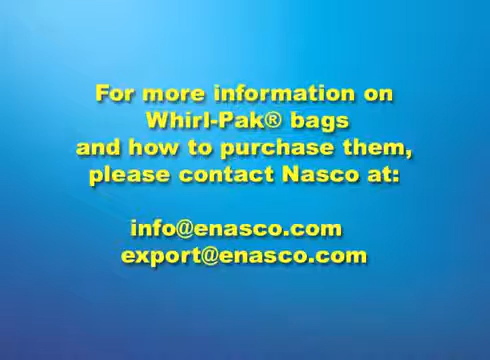 For more information on
Whirl-Pak® bags
and how to purchase them,
please contact Nasco at:
info@enasco.com
export@enasco.com